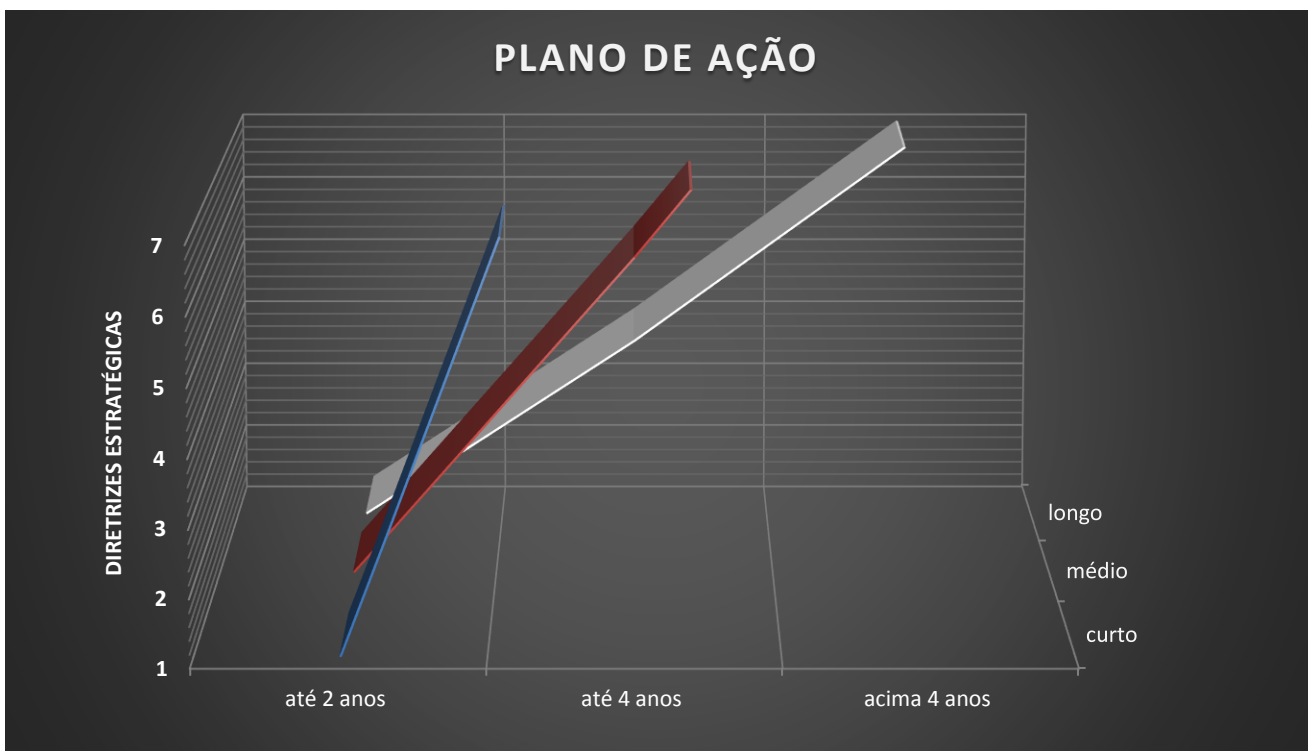 PLANO DE AÇÃO
DIRETRIZES ESTRATÉGICAS
7
6
5
4
3
2
1
até 2 anos
até 4 anos
acima 4 anos
longo
médio
curto